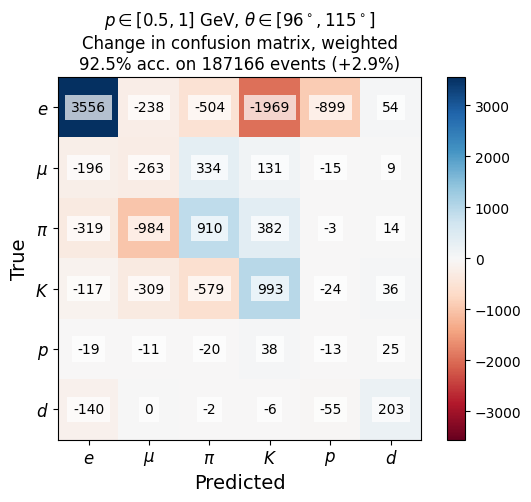 p ∈ [0.5, 1] GeV, θ ∈ [96°, 115°]
Change in confusion matrix, weighted
92.5% acc. on 187166 events (+2.9%)
e 3556 -238 -504 -1969 -899 54
μ -196 -263 334 131 -15 9
π -319 -984 910 382 -3 14
K -117 -309 -579 993 -24 36
p -19 -11 -20 38 -13 25
d -140 0 -2 -6 -55 203
e μ π K p d
Predicted
True
3000
2000
1000
0
−1000
−2000
−3000